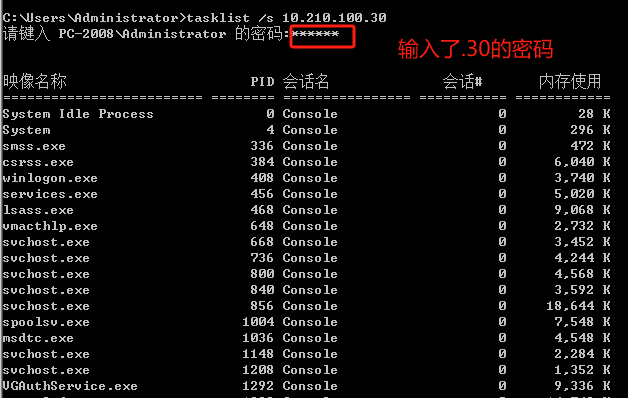 C:\Users\Administrator>tasklist /s 10.210.100.30
请键入 PC-2008\Administrator 的密码:******
输入了.30的密码
映像名称 PID 会话名 会话# 内存使用
========================= ======== ================ =========== ============
System Idle Process 0 Console 0 28 K
System 4 Console 0 296 K
smss.exe 336 Console 0 472 K
csrss.exe 384 Console 0 6,040 K
winlogon.exe 408 Console 0 3,740 K
services.exe 456 Console 0 5,020 K
lsass.exe 468 Console 0 9,068 K
vmacthlp.exe 648 Console 0 2,732 K
svchost.exe 668 Console 0 3,452 K
svchost.exe 736 Console 0 4,244 K
svchost.exe 800 Console 0 4,568 K
svchost.exe 840 Console 0 3,592 K
svchost.exe 856 Console 0 18,644 K
spoolsv.exe 1004 Console 0 7,548 K
msdtc.exe 1036 Console 0 4,548 K
svchost.exe 1148 Console 0 2,284 K
svchost.exe 1208 Console 0 1,352 K
VGAuthService.exe 1292 Console 0 9,336 K